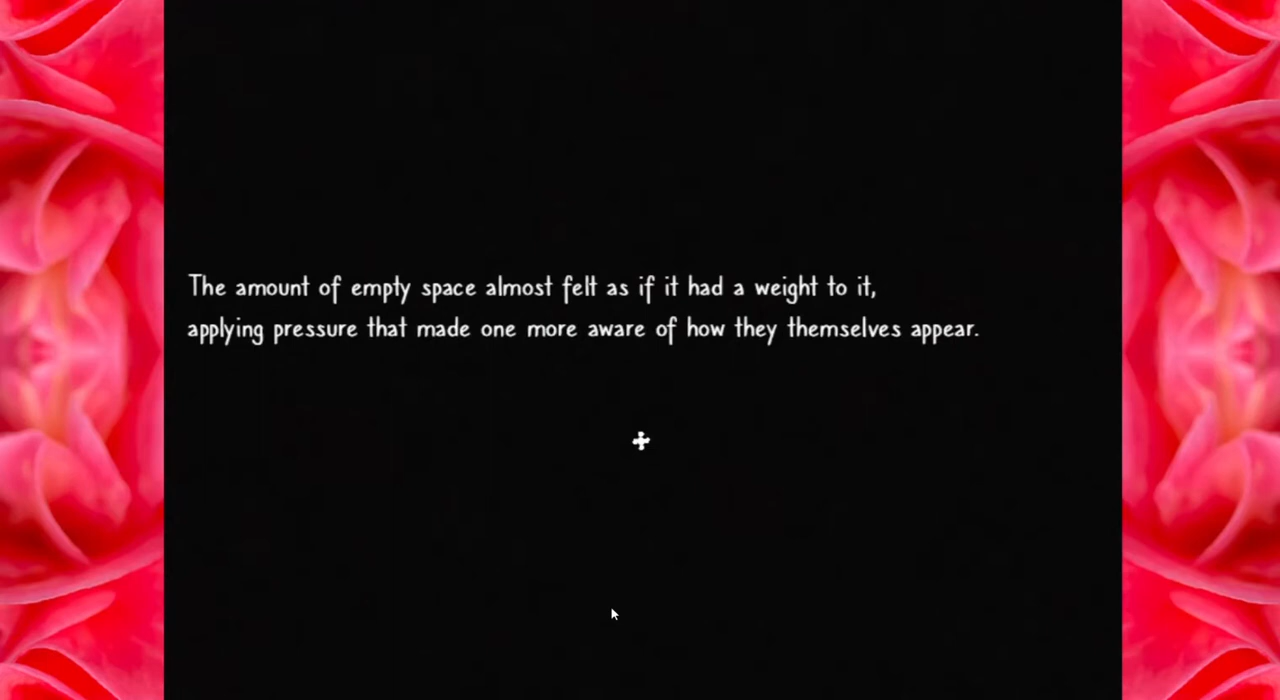 The amount of empty space almost felt as if it had a weight to it,
applying pressure that made one more aware of how they themselves appear.